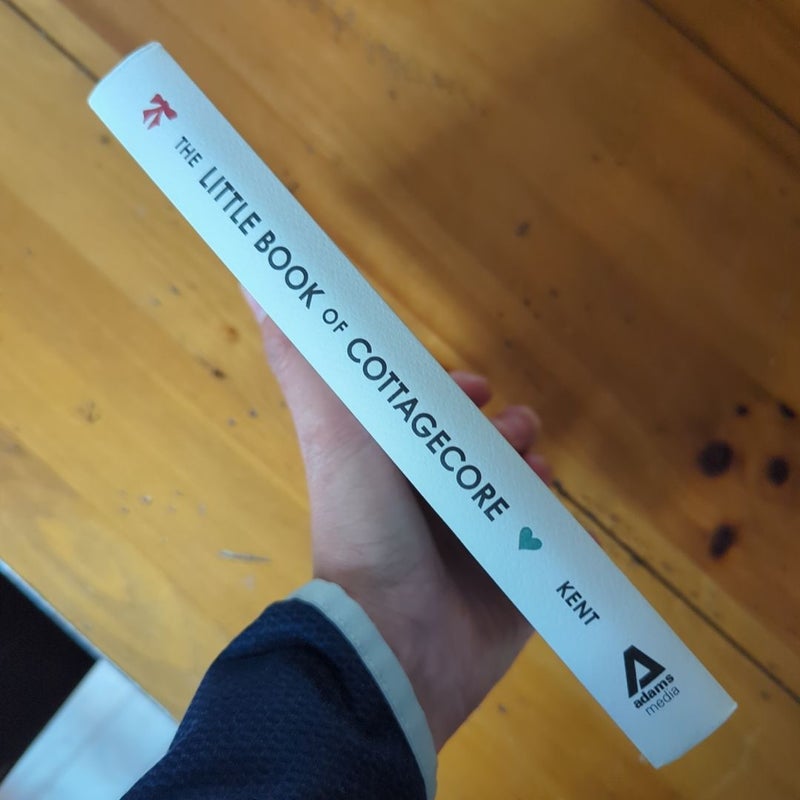 THE LITTLE BOOK OF COTTAGECORE
KENT
adams
media